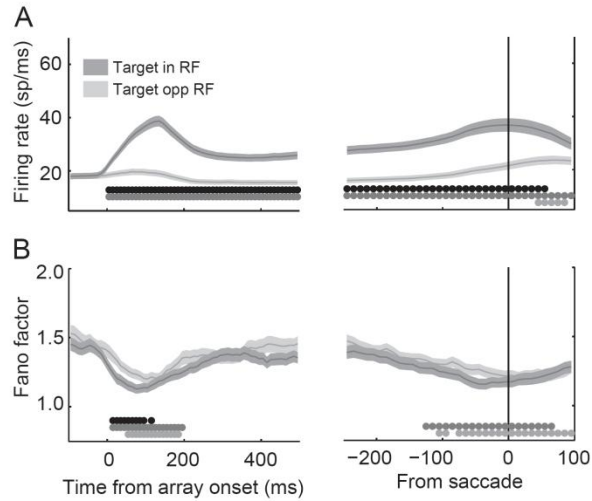 A
Firing rate (sp/ms)
60
40
20
Target in RF
Target opp RF
B
Fano factor
2.0
1.5
1.0
0
200
400
−200
−100
0
100
Time from array onset (ms)
From saccade